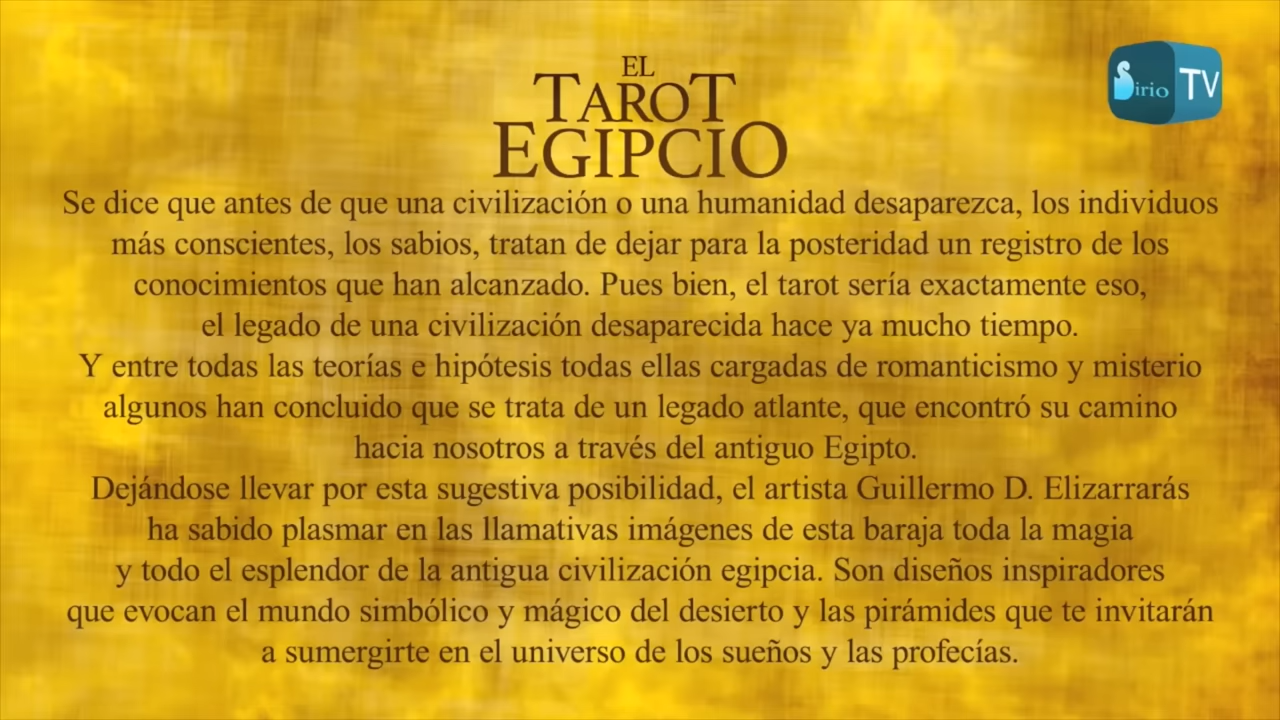 EL
TAROT
EGIPCIO
Sirio TV
Se dice que antes de que una civilización o una humanidad desaparezca, los individuos
más conscientes, los sabios, tratan de dejar para la posteridad un registro de los
conocimientos que han alcanzado. Pues bien, el tarot sería exactamente eso,
el legado de una civilización desaparecida hace ya mucho tiempo.
Y entre todas las teorías e hipótesis todas ellas cargadas de romanticismo y misterio
algunos han concluido que se trata de un legado atlante, que encontró su camino
hacia nosotros a través del antiguo Egipto.
Dejándose llevar por esta sugestiva posibilidad, el artista Guillermo D. Elizarrarás
ha sabido plasmar en las llamativas imágenes de esta baraja toda la magia
y todo el esplendor de la antigua civilización egipcia. Son diseños inspiradores
que evocan el mundo simbólico y mágico del desierto y las pirámides que te invitarán
a sumergirte en el universo de los sueños y las profecías.